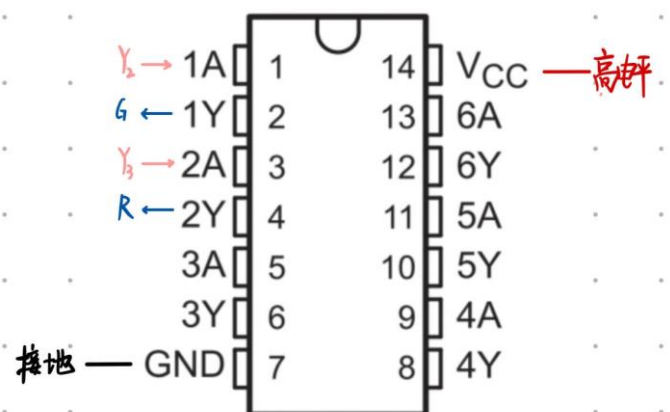 Y₂ → 1A 1 14 VCC — 高电平
G ← 1Y 2 13 6A
Y₃ → 2A 3 12 6Y
R ← 2Y 4 11 5A
3A 5 10 5Y
3Y 6 9 4A
接地 — GND 7 8 4Y